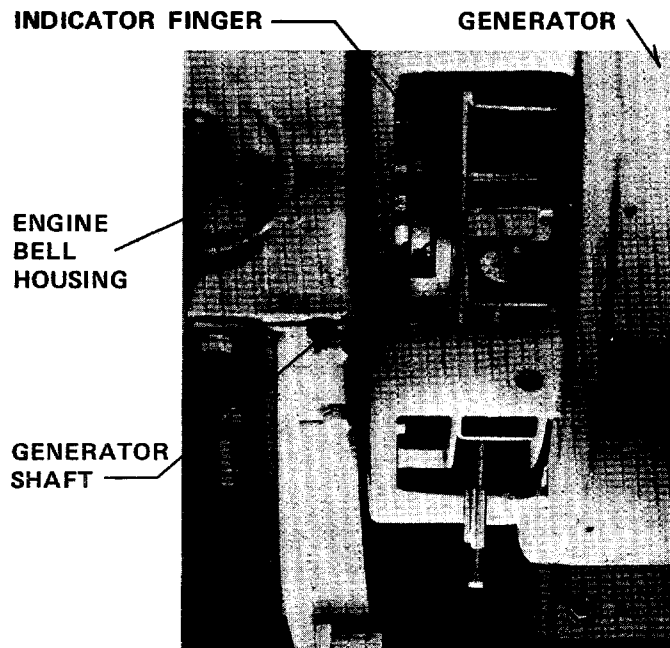 INDICATOR FINGER
GENERATOR
ENGINE
BELL
HOUSING
GENERATOR
SHAFT